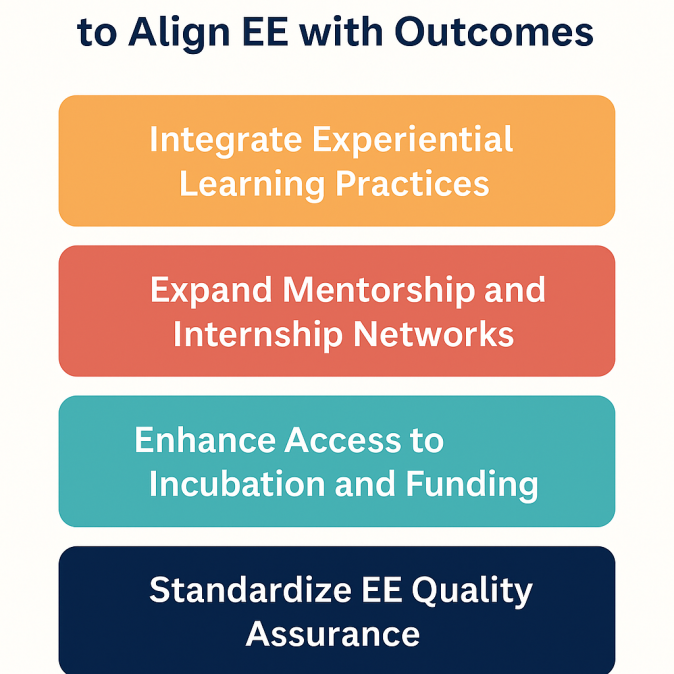 to Align EE with Outcomes
Integrate Experiential
Learning Practices
Expand Mentorship and
Internship Networks
Enhance Access to
Incubation and Funding
Standardize EE Quality
Assurance